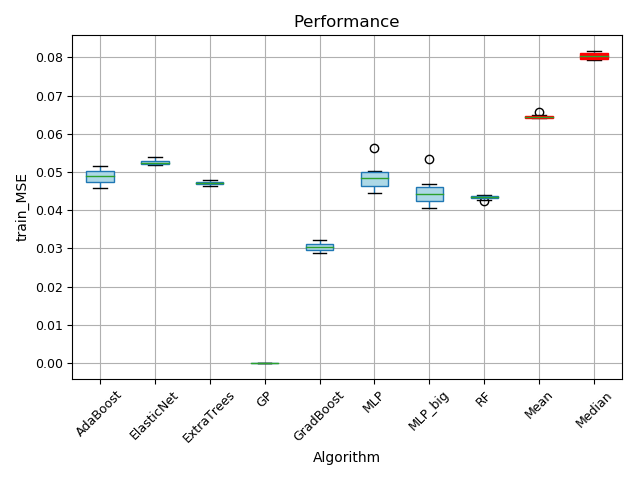 Performance
train_MSE
0.08
0.07
0.06
0.05
0.04
0.03
0.02
0.01
0.00
AdaBoost
ElasticNet
ExtraTrees
GP
GradBoost
MLP
MLP_big
RF
Mean
Median
Algorithm